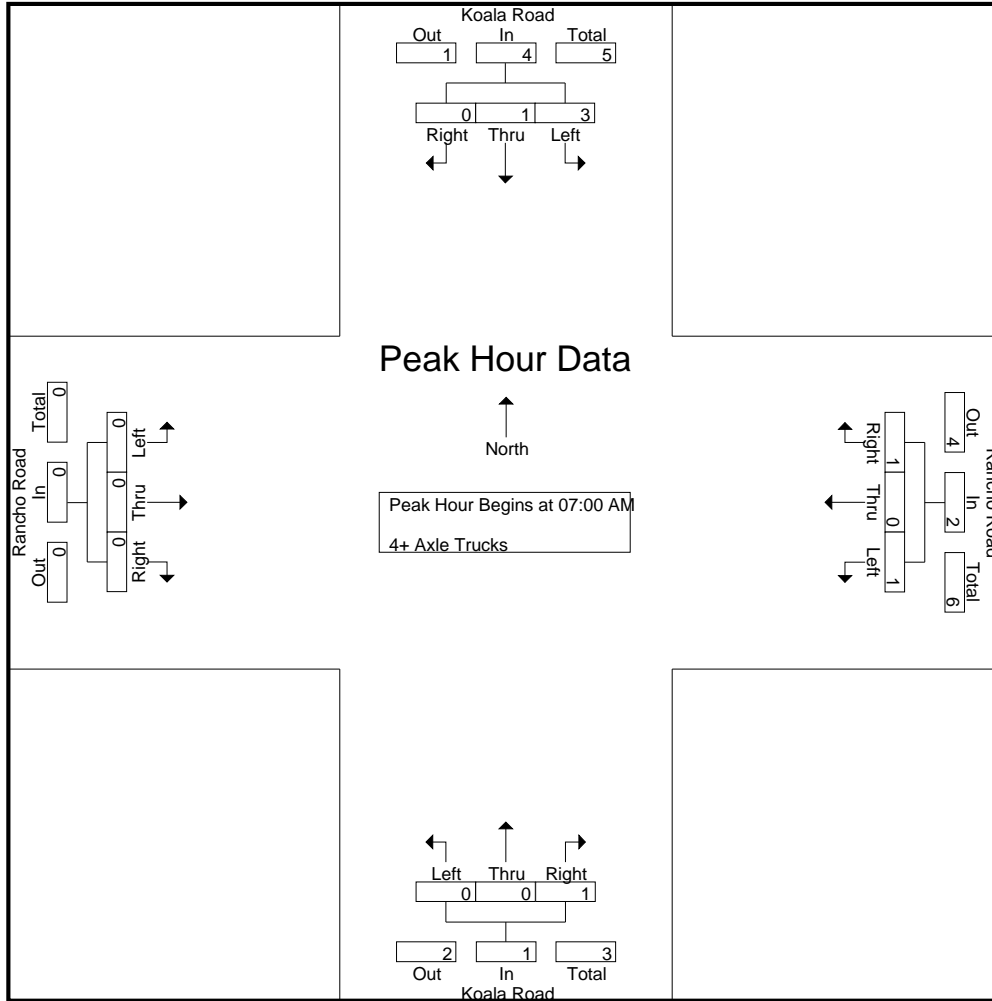 Koala Road
Out In Total
1 4 5
0 1 3
Right Thru Left
Peak Hour Data
North
Peak Hour Begins at 07:00 AM
4+ Axle Trucks
Rancho Road
Total In Out
0 0 0
0 0 0
Left Thru Right
Rancho Road
Out In Total
4 2 6
1 0 1
Right Thru Left
Left Thru Right
0 0 1
2 1 3
Out In Total
Koala Road